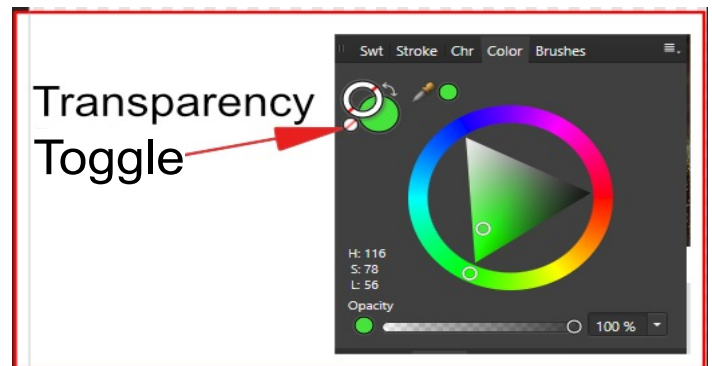 Transparency
Toggle
Swt Stroke Chr Color Brushes
H: 116
S: 78
L: 56
Opacity
100 %